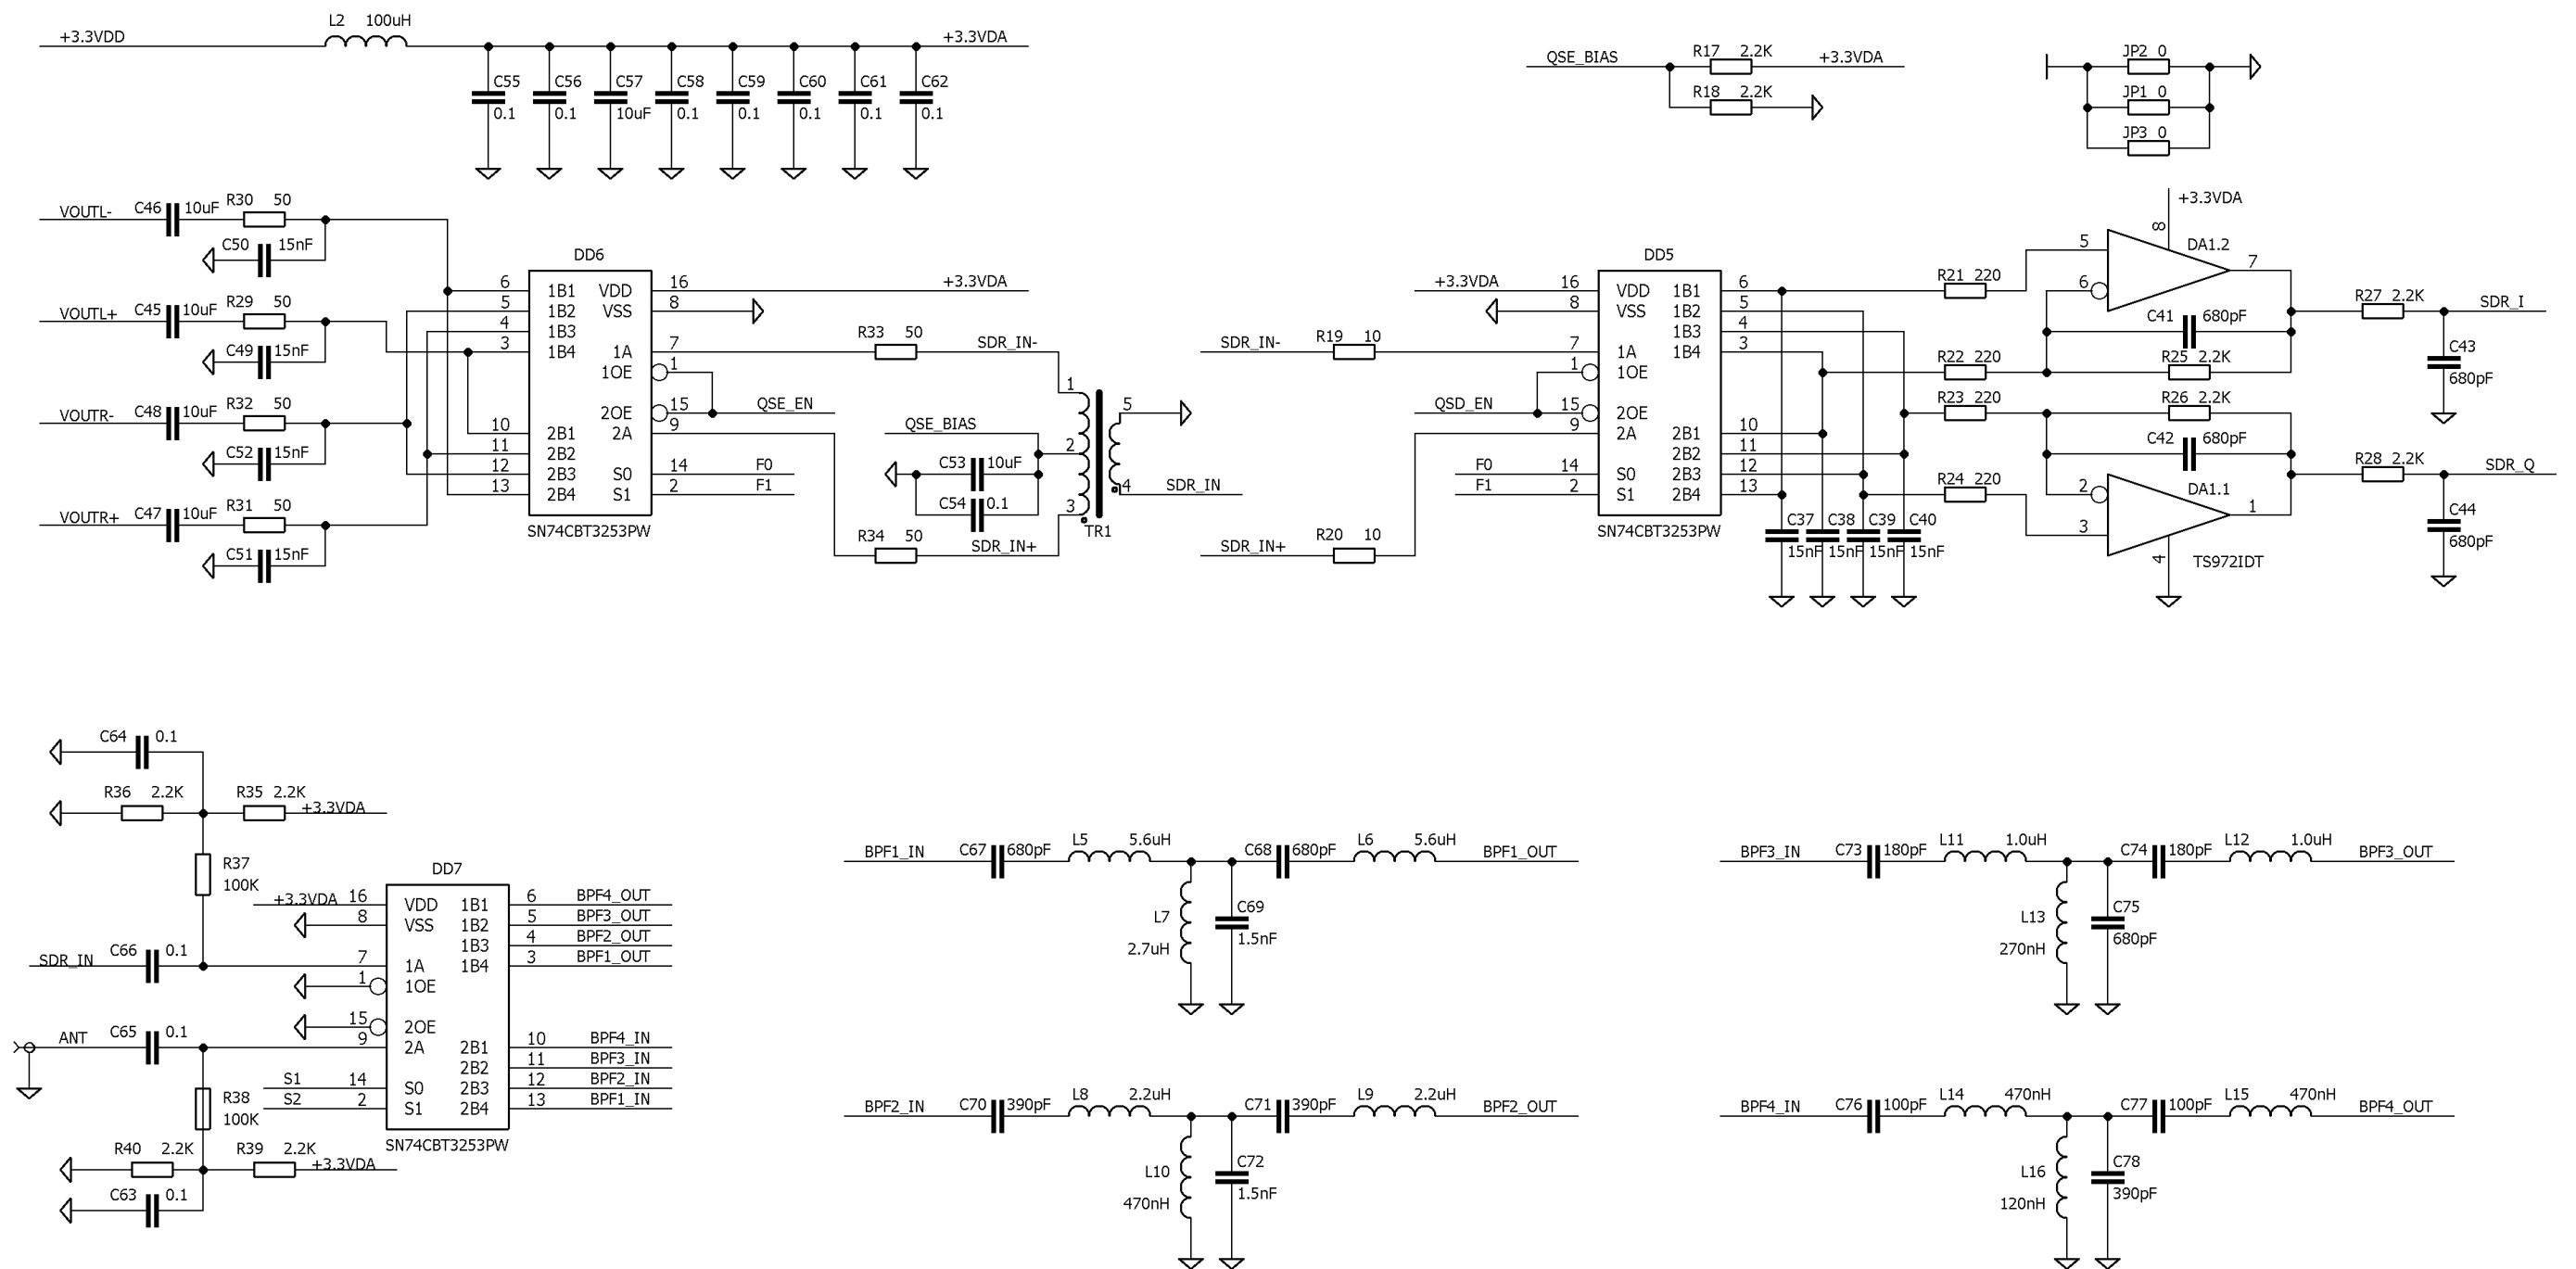 L2 100uH
+3.3VDD
+3.3VDA
C55 0.1
C56 0.1
C57 10uF
C58 0.1
C59 0.1
C60 0.1
C61 0.1
C62 0.1
QSE_BIAS
R17 2.2K
+3.3VDA
R18 2.2K
JP2 0
JP1 0
JP3 0
VOUTL-
C46 10uF
R30 50
C50 15nF
VOUTL+
C45 10uF
R29 50
C49 15nF
VOUTR-
C48 10uF
R32 50
C52 15nF
VOUTR+
C47 10uF
R31 50
C51 15nF
DD6
6 1B1 VDD 16
+3.3VDA
5 1B2 VSS 8
4 1B3
3 1B4 1A 7
1OE 1
2OE 15
QSE_EN
10 2B1 2A 9
11 2B2
12 2B3 S0 14
F0
13 2B4 S1 2
F1
SN74CBT3253PW
R33 50
SDR_IN-
R34 50
SDR_IN+
QSE_BIAS
C53 10uF
C54 0.1
1
2
3
5
4
TR1
SDR_IN
DD5
+3.3VDA
16 VDD 1B1 6
8 VSS 1B2 5
1B3 4
SDR_IN-
R19 10
7 1A 1B4 3
1 1OE
QSD_EN
15 2OE
9 2A 2B1 10
2B2 11
F0
14 S0 2B3 12
F1
2 S1 2B4 13
SN74CBT3253PW
SDR_IN+
R20 10
C37 15nF
C38 15nF
C39 15nF
C40 15nF
R21 220
R22 220
R23 220
R24 220
+3.3VDA
8
5
6
DA1.2
7
C41 680pF
R25 2.2K
R26 2.2K
C42 680pF
2
3
DA1.1
1
4
TS972IDT
R27 2.2K
SDR_I
C43
680pF
R28 2.2K
SDR_Q
C44
680pF
C64 0.1
R36 2.2K
R35 2.2K
+3.3VDA
R37
100K
DD7
+3.3VDA
16 VDD 1B1 6 BPF4_OUT
8 VSS 1B2 5 BPF3_OUT
1B3 4 BPF2_OUT
SDR_IN
C66 0.1
7 1A 1B4 3 BPF1_OUT
1 1OE
15 2OE
ANT
C65 0.1
9 2A 2B1 10 BPF4_IN
2B2 11 BPF3_IN
S1 14 S0 2B3 12 BPF2_IN
S2 2 S1 2B4 13 BPF1_IN
R38
100K
SN74CBT3253PW
R40 2.2K
R39 2.2K
+3.3VDA
C63 0.1
BPF1_IN
C67 680pF
L5 5.6uH
C68 680pF
L6 5.6uH
BPF1_OUT
L7
2.7uH
C69
1.5nF
BPF3_IN
C73 180pF
L11 1.0uH
C74 180pF
L12 1.0uH
BPF3_OUT
L13
270nH
C75
680pF
BPF2_IN
C70 390pF
L8 2.2uH
C71 390pF
L9 2.2uH
BPF2_OUT
L10
470nH
C72
1.5nF
BPF4_IN
C76 100pF
L14 470nH
C77 100pF
L15 470nH
BPF4_OUT
L16
120nH
C78
390pF